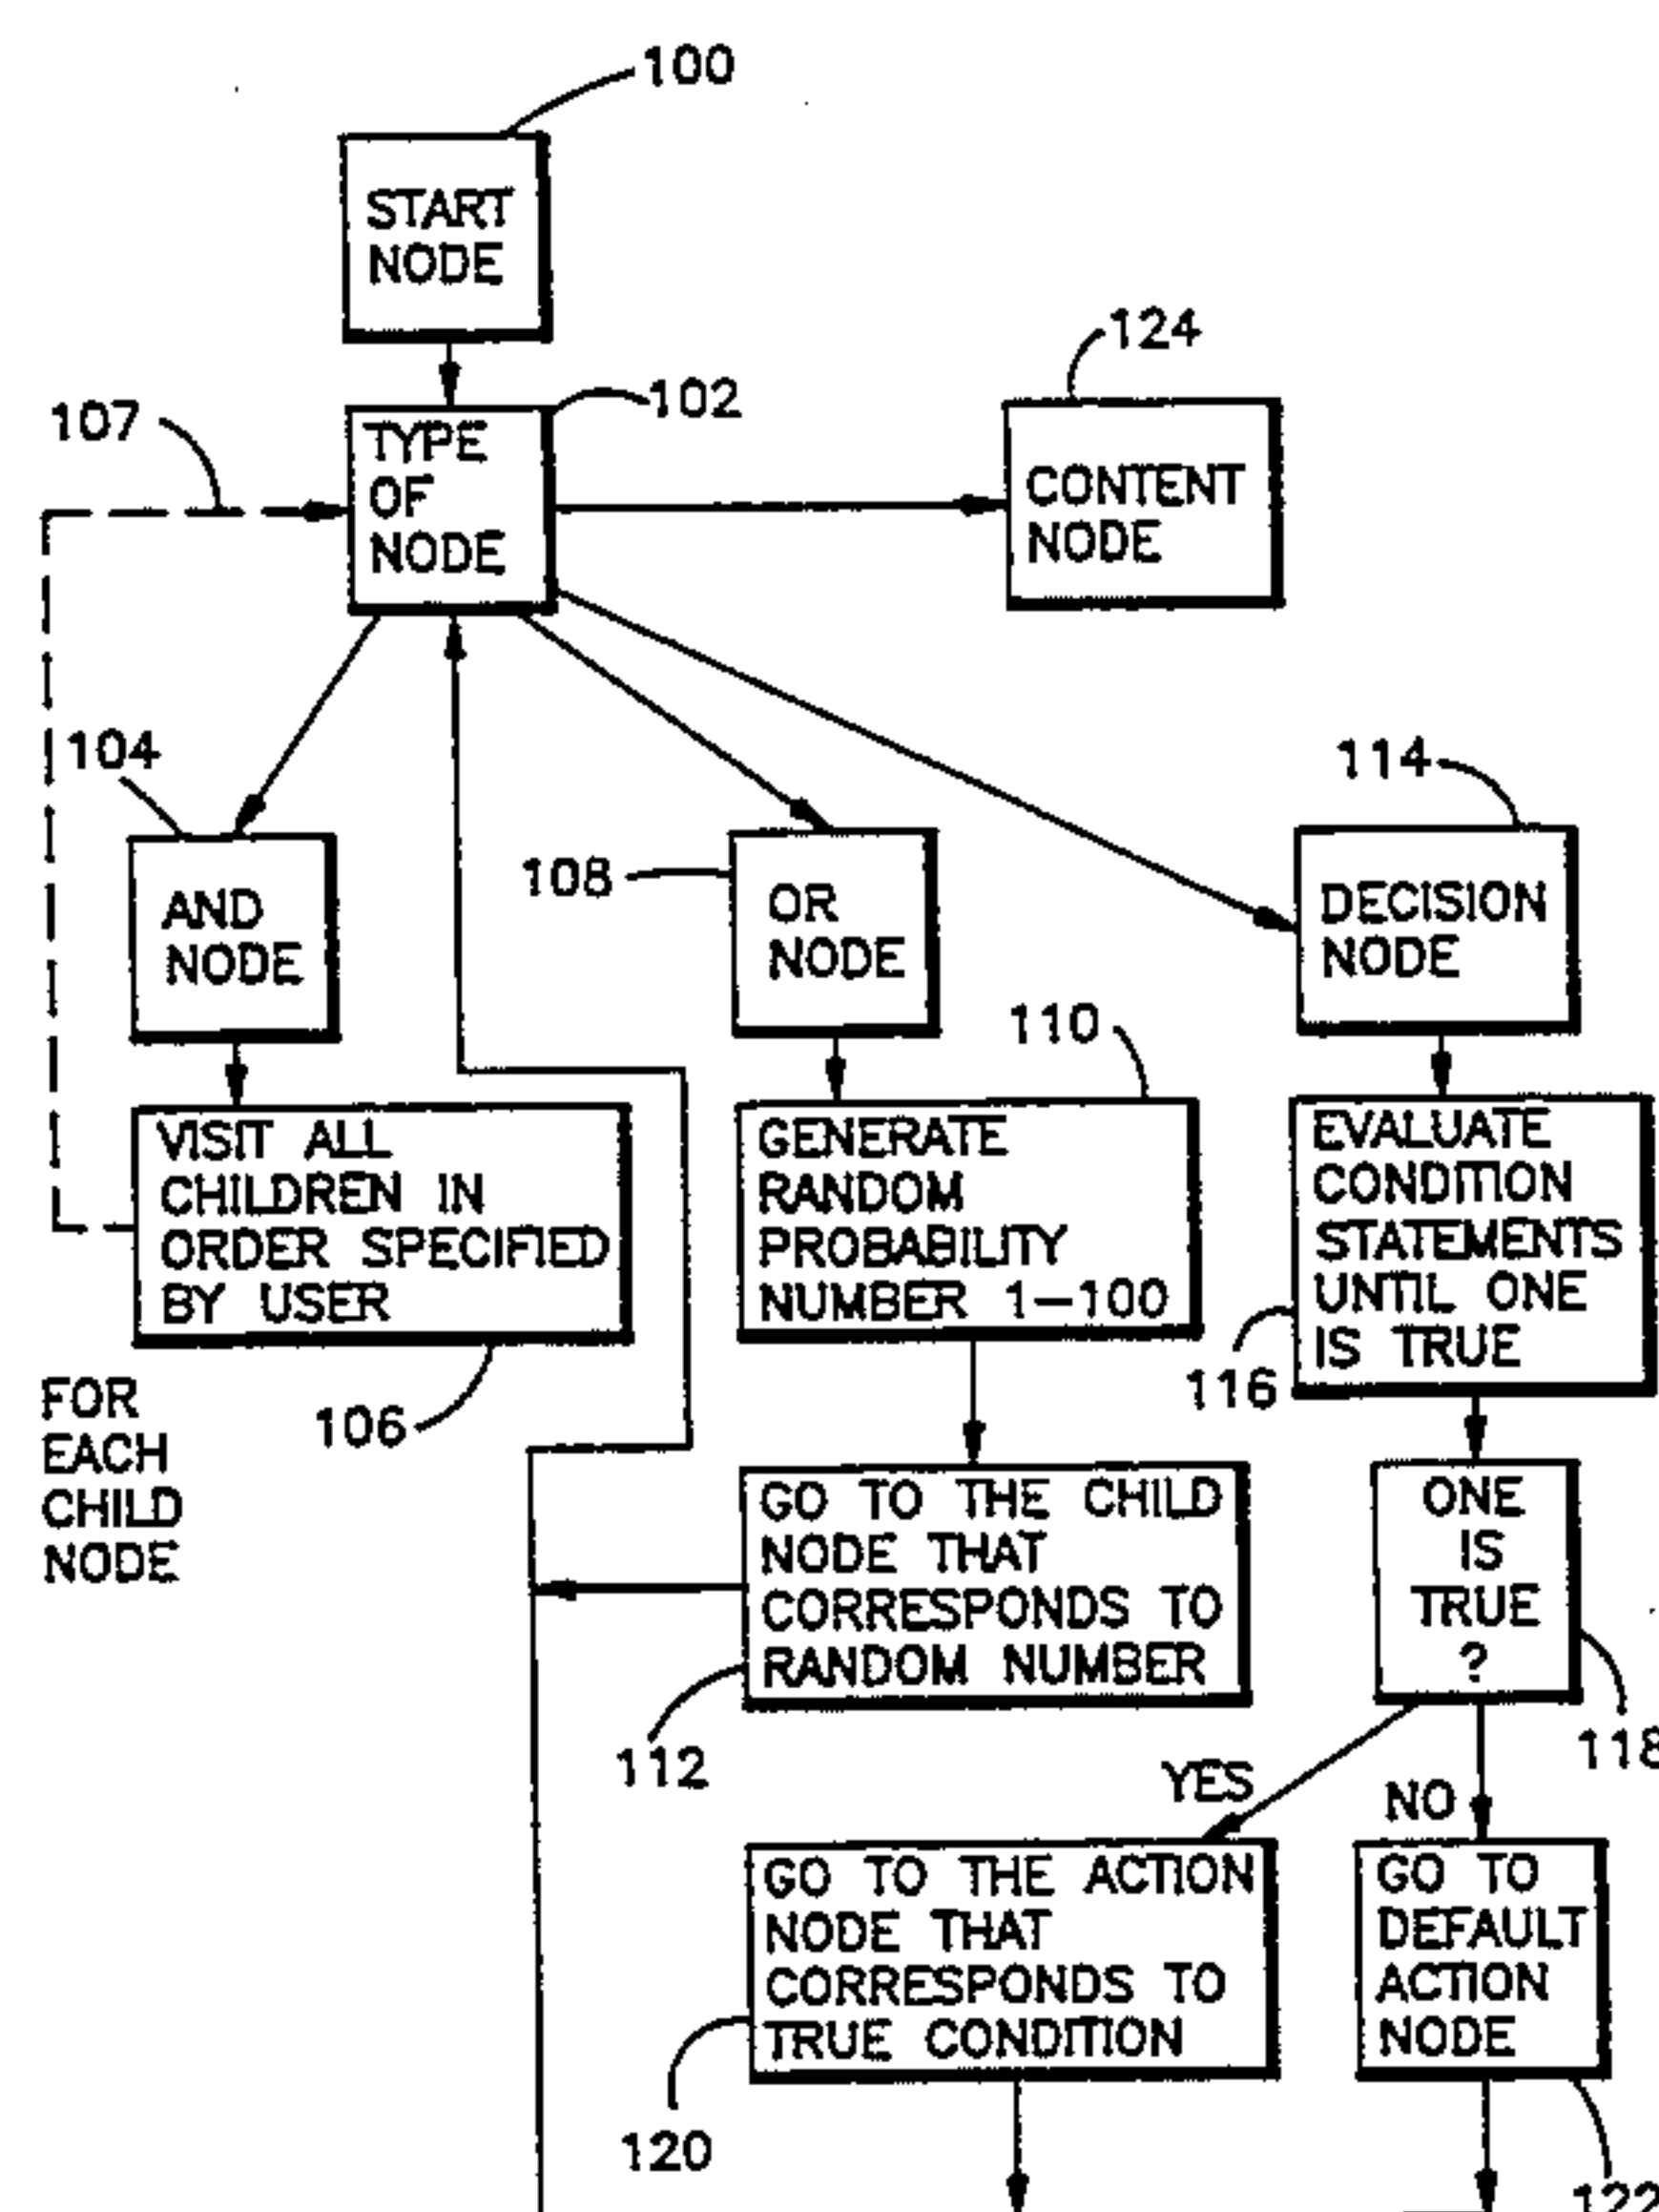 100
START
NODE
124
107
102
TYPE
OF
NODE
CONTENT
NODE
104
114
AND
NODE
108
OR
NODE
DECISION
NODE
110
VISIT ALL
CHILDREN IN
ORDER SPECIFIED
BY USER
GENERATE
RANDOM
PROBABILITY
NUMBER 1-100
EVALUATE
CONDITION
STATEMENTS
UNTIL ONE
IS TRUE
116
FOR
EACH
CHILD
NODE
106
GO TO THE CHILD
NODE THAT
CORRESPONDS TO
RANDOM NUMBER
ONE
IS
TRUE
?
112
118
YES
NO
GO TO THE ACTION
NODE THAT
CORRESPONDS TO
TRUE CONDITION
GO TO
DEFAULT
ACTION
NODE
120
122